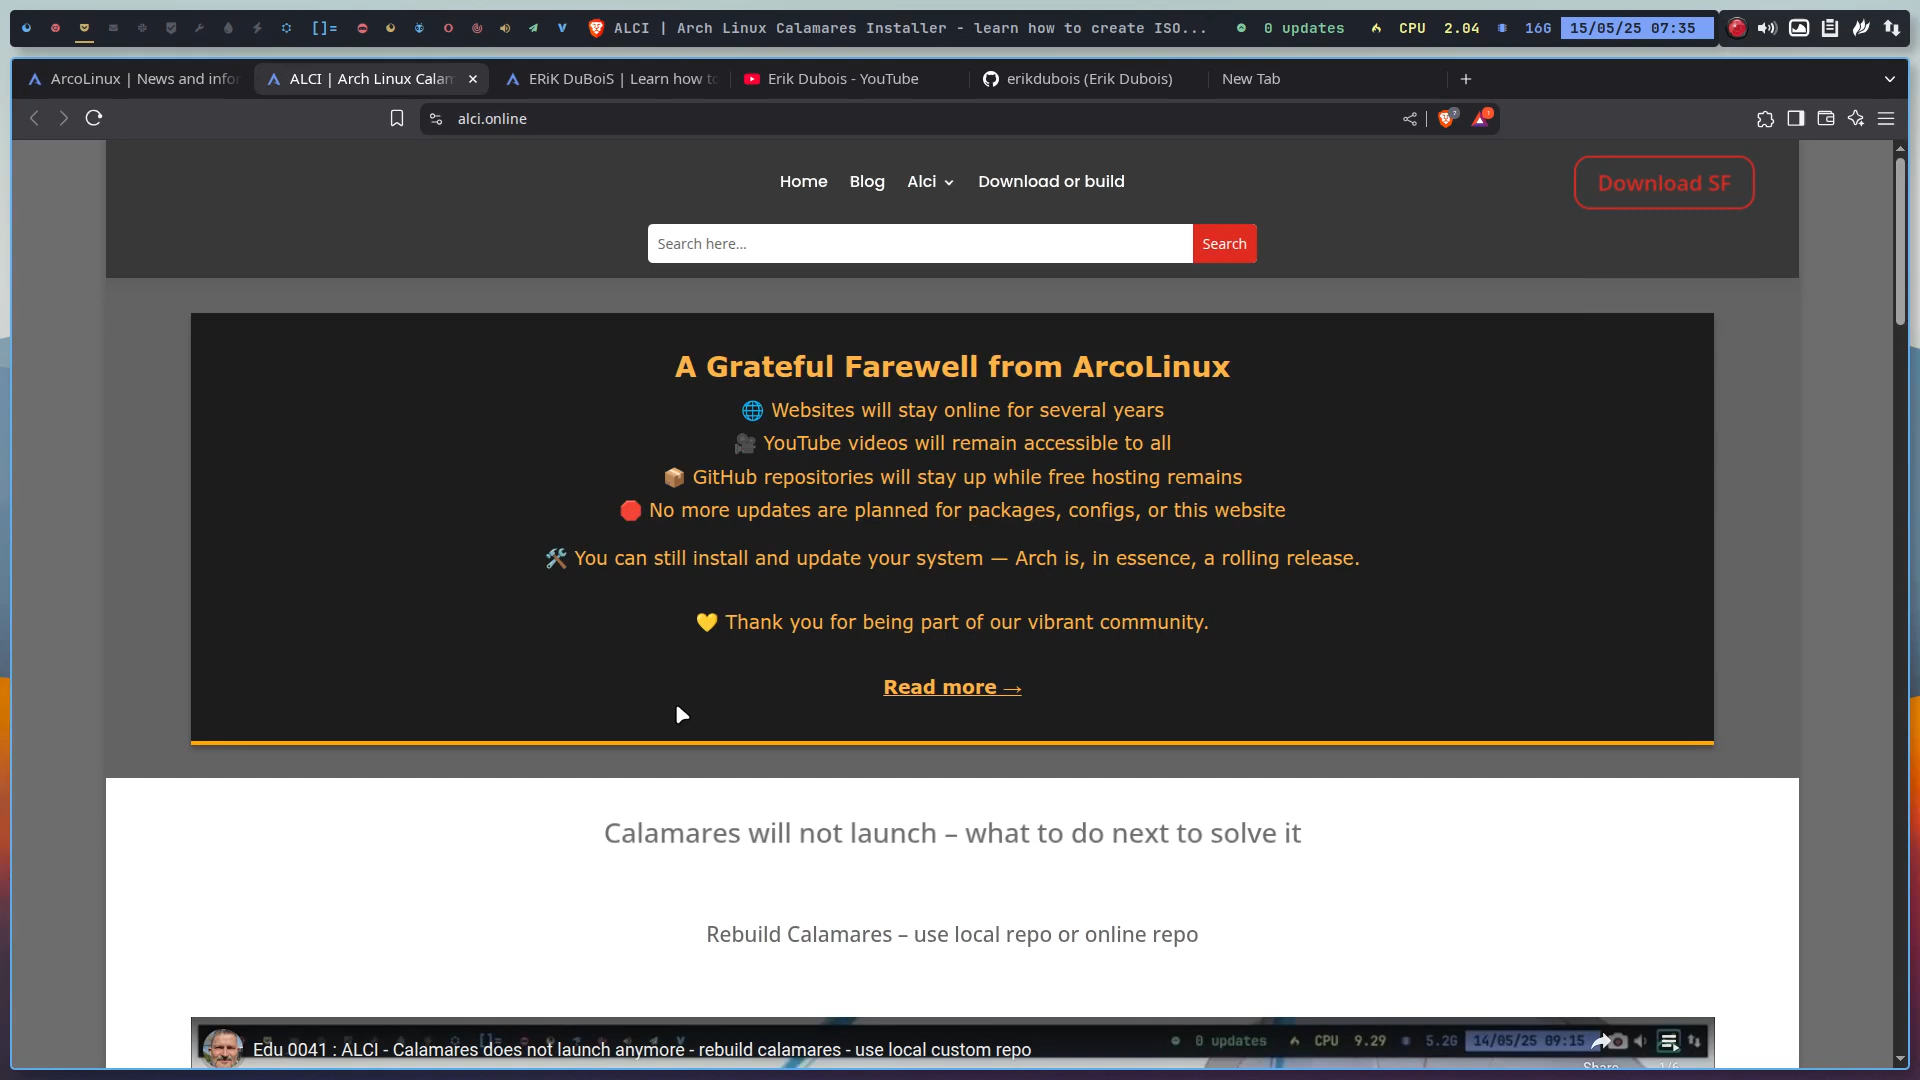 []= ALCI | Arch Linux Calamares Installer - learn how to create ISO... 0 updates CPU 2.04 16G 15/05/25 07:35
ArcoLinux | News and infor ALCI | Arch Linux Calam ERiK DuBoiS | Learn how to Erik Dubois - YouTube erikdubois (Erik Dubois) New Tab
alci.online
Home Blog Alci Download or build
Download SF
Search here... Search
A Grateful Farewell from ArcoLinux
🌐 Websites will stay online for several years
🎥 YouTube videos will remain accessible to all
📦 GitHub repositories will stay up while free hosting remains
🛑 No more updates are planned for packages, configs, or this website
🛠️ You can still install and update your system — Arch is, in essence, a rolling release.
💛 Thank you for being part of our vibrant community.
Read more →
Calamares will not launch – what to do next to solve it
Rebuild Calamares – use local repo or online repo
0 updates CPU 9.29 5.2G 14/05/25 09:15
Edu 0041 : ALCI - Calamares does not launch anymore - rebuild calamares - use local custom repo
Share 1/6